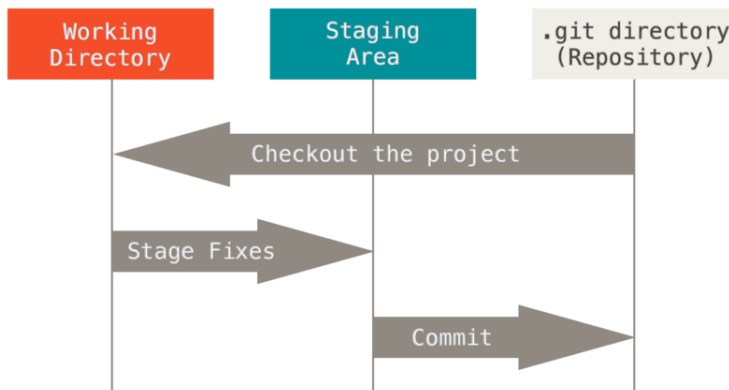 Working
Directory
Staging
Area
.git directory
(Repository)
Checkout the project
Stage Fixes
Commit